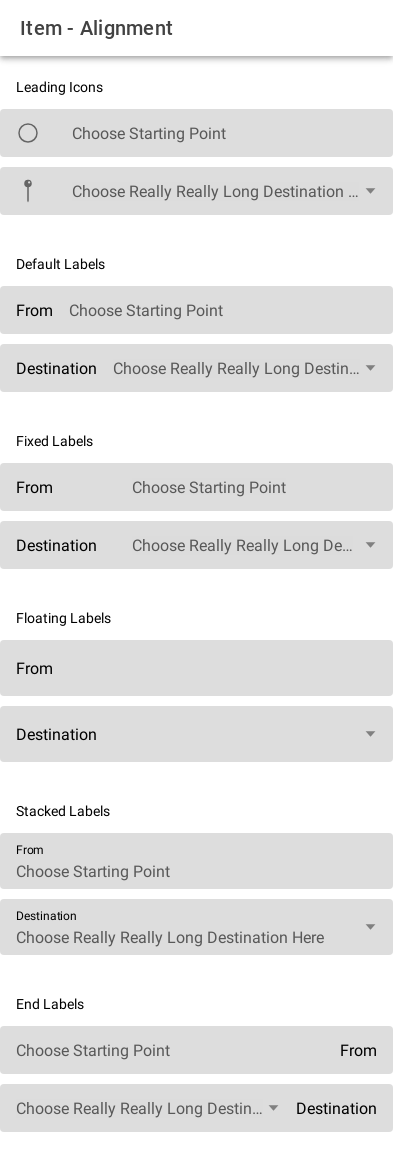 Item - Alignment
Leading Icons
Choose Starting Point
Choose Really Really Long Destination ...
Default Labels
From Choose Starting Point
Destination Choose Really Really Long Destin...
Fixed Labels
From Choose Starting Point
Destination Choose Really Really Long De...
Floating Labels
From
Destination
Stacked Labels
From
Choose Starting Point
Destination
Choose Really Really Long Destination Here
End Labels
Choose Starting Point From
Choose Really Really Long Destin... Destination